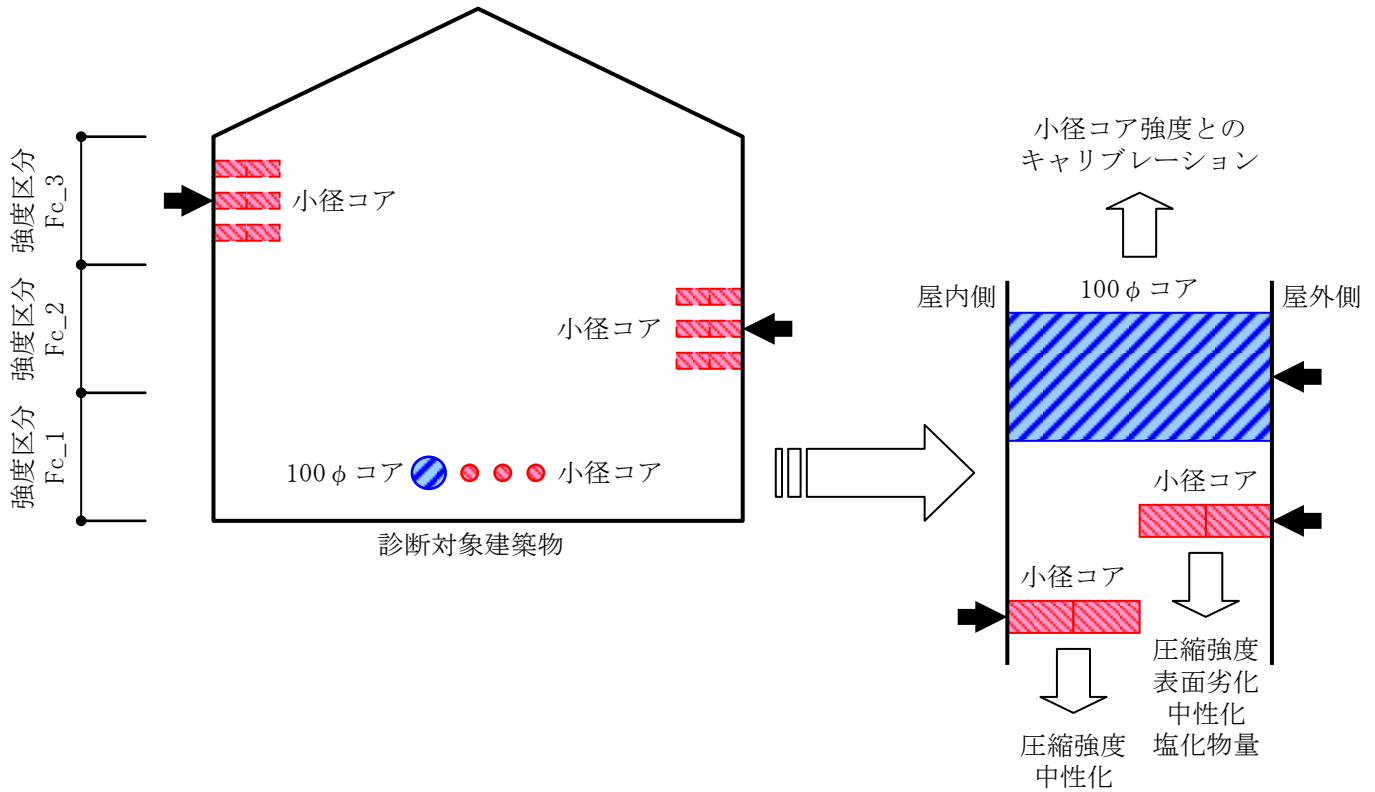 強度区分
Fc_3
強度区分
Fc_2
強度区分
Fc_1
小径コア
小径コア
100φコア
小径コア
診断対象建築物
小径コア強度との
キャリブレーション
屋内側
100φコア
屋外側
小径コア
小径コア
圧縮強度
表面劣化
中性化
塩化物量
圧縮強度
中性化